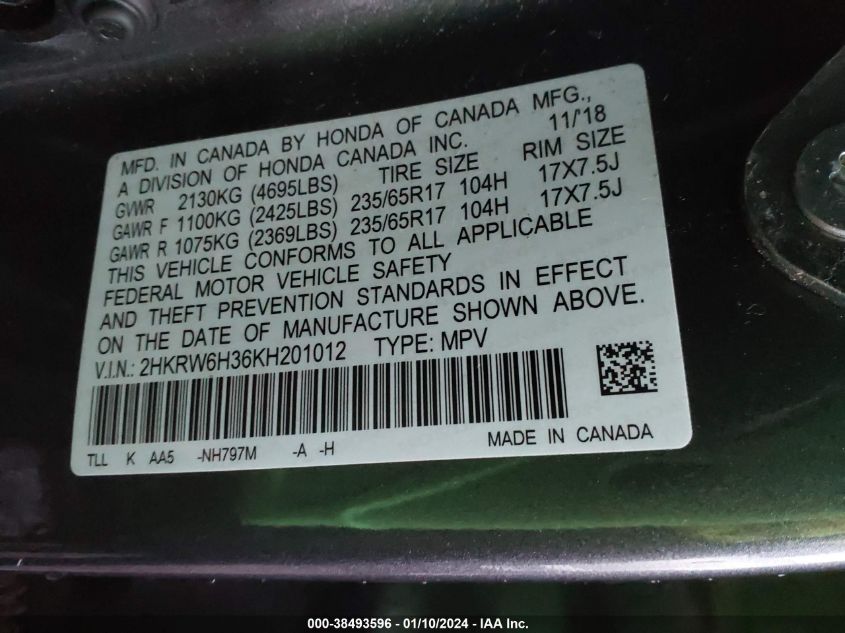 MFD. IN CANADA BY HONDA OF CANADA MFG.,
A DIVISION OF HONDA CANADA INC. 11/'18
GVWR 2130KG (4695LBS) TIRE SIZE RIM SIZE
GAWR F 1100KG (2425LBS) 235/65R17 104H 17X7.5J
GAWR R 1075KG (2369LBS) 235/65R17 104H 17X7.5J
THIS VEHICLE CONFORMS TO ALL APPLICABLE
FEDERAL MOTOR VEHICLE SAFETY
AND THEFT PREVENTION STANDARDS IN EFFECT
ON THE DATE OF MANUFACTURE SHOWN ABOVE.
V.I.N.: 2HKRW6H36KH201012 TYPE: MPV
TLL K AA5 -NH797M -A -H MADE IN CANADA
000-38493596 - 01/10/2024 - IAA Inc.